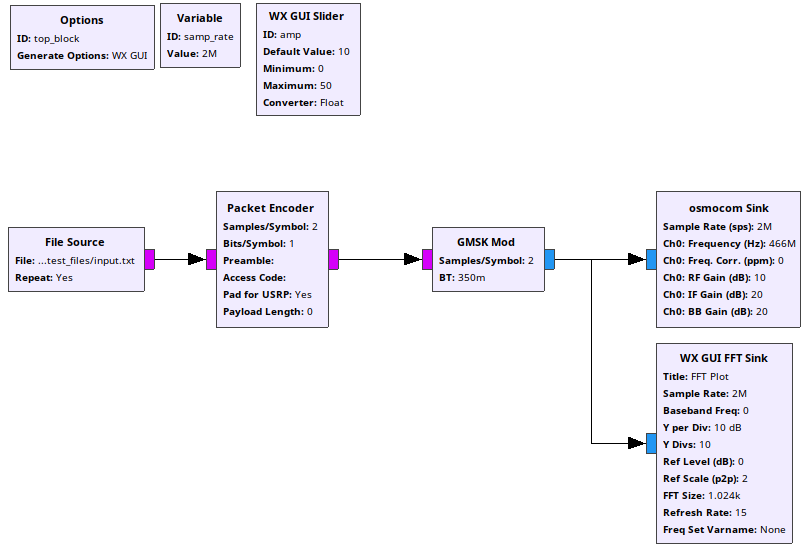 Options
ID: top_block
Generate Options: WX GUI
Variable
ID: samp_rate
Value: 2M
WX GUI Slider
ID: amp
Default Value: 10
Minimum: 0
Maximum: 50
Converter: Float
File Source
File: ...test_files/input.txt
Repeat: Yes
Packet Encoder
Samples/Symbol: 2
Bits/Symbol: 1
Preamble:
Access Code:
Pad for USRP: Yes
Payload Length: 0
GMSK Mod
Samples/Symbol: 2
BT: 350m
osmocom Sink
Sample Rate (sps): 2M
Ch0: Frequency (Hz): 466M
Ch0: Freq. Corr. (ppm): 0
Ch0: RF Gain (dB): 10
Ch0: IF Gain (dB): 20
Ch0: BB Gain (dB): 20
WX GUI FFT Sink
Title: FFT Plot
Sample Rate: 2M
Baseband Freq: 0
Y per Div: 10 dB
Y Divs: 10
Ref Level (dB): 0
Ref Scale (p2p): 2
FFT Size: 1.024k
Refresh Rate: 15
Freq Set Varname: None